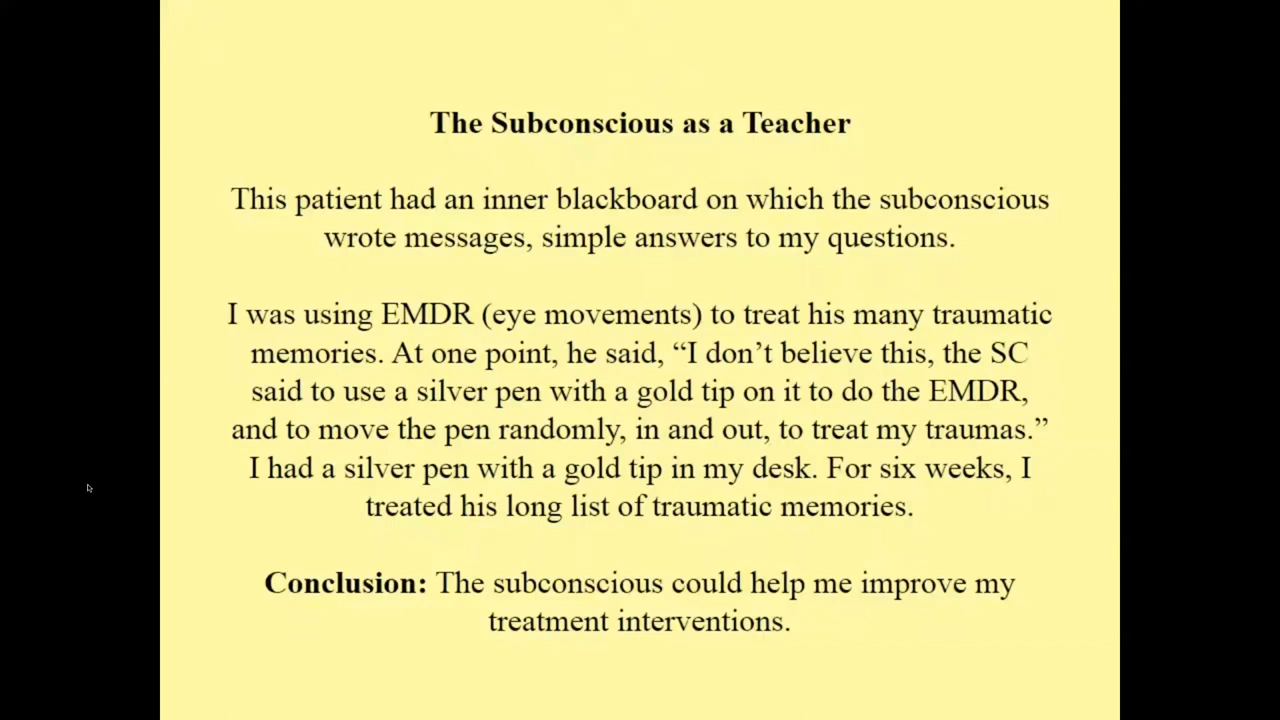 The Subconscious as a Teacher
This patient had an inner blackboard on which the subconscious
wrote messages, simple answers to my questions.
I was using EMDR (eye movements) to treat his many traumatic
memories. At one point, he said, “I don’t believe this, the SC
said to use a silver pen with a gold tip on it to do the EMDR,
and to move the pen randomly, in and out, to treat my traumas.”
I had a silver pen with a gold tip in my desk. For six weeks, I
treated his long list of traumatic memories.
Conclusion: The subconscious could help me improve my
treatment interventions.